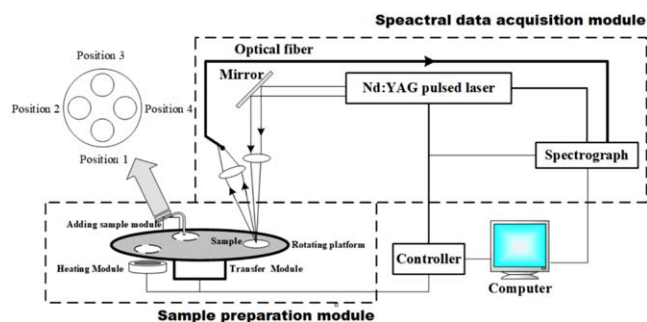 Speactral data acquisition module
Optical fiber
Position 3
Mirror
Nd:YAG pulsed laser
Position 2
Position 4
Position 1
Spectrograph
Adding sample module
Sample
Rotating platform
Heating Module
Transfer Module
Controller
Computer
Sample preparation module